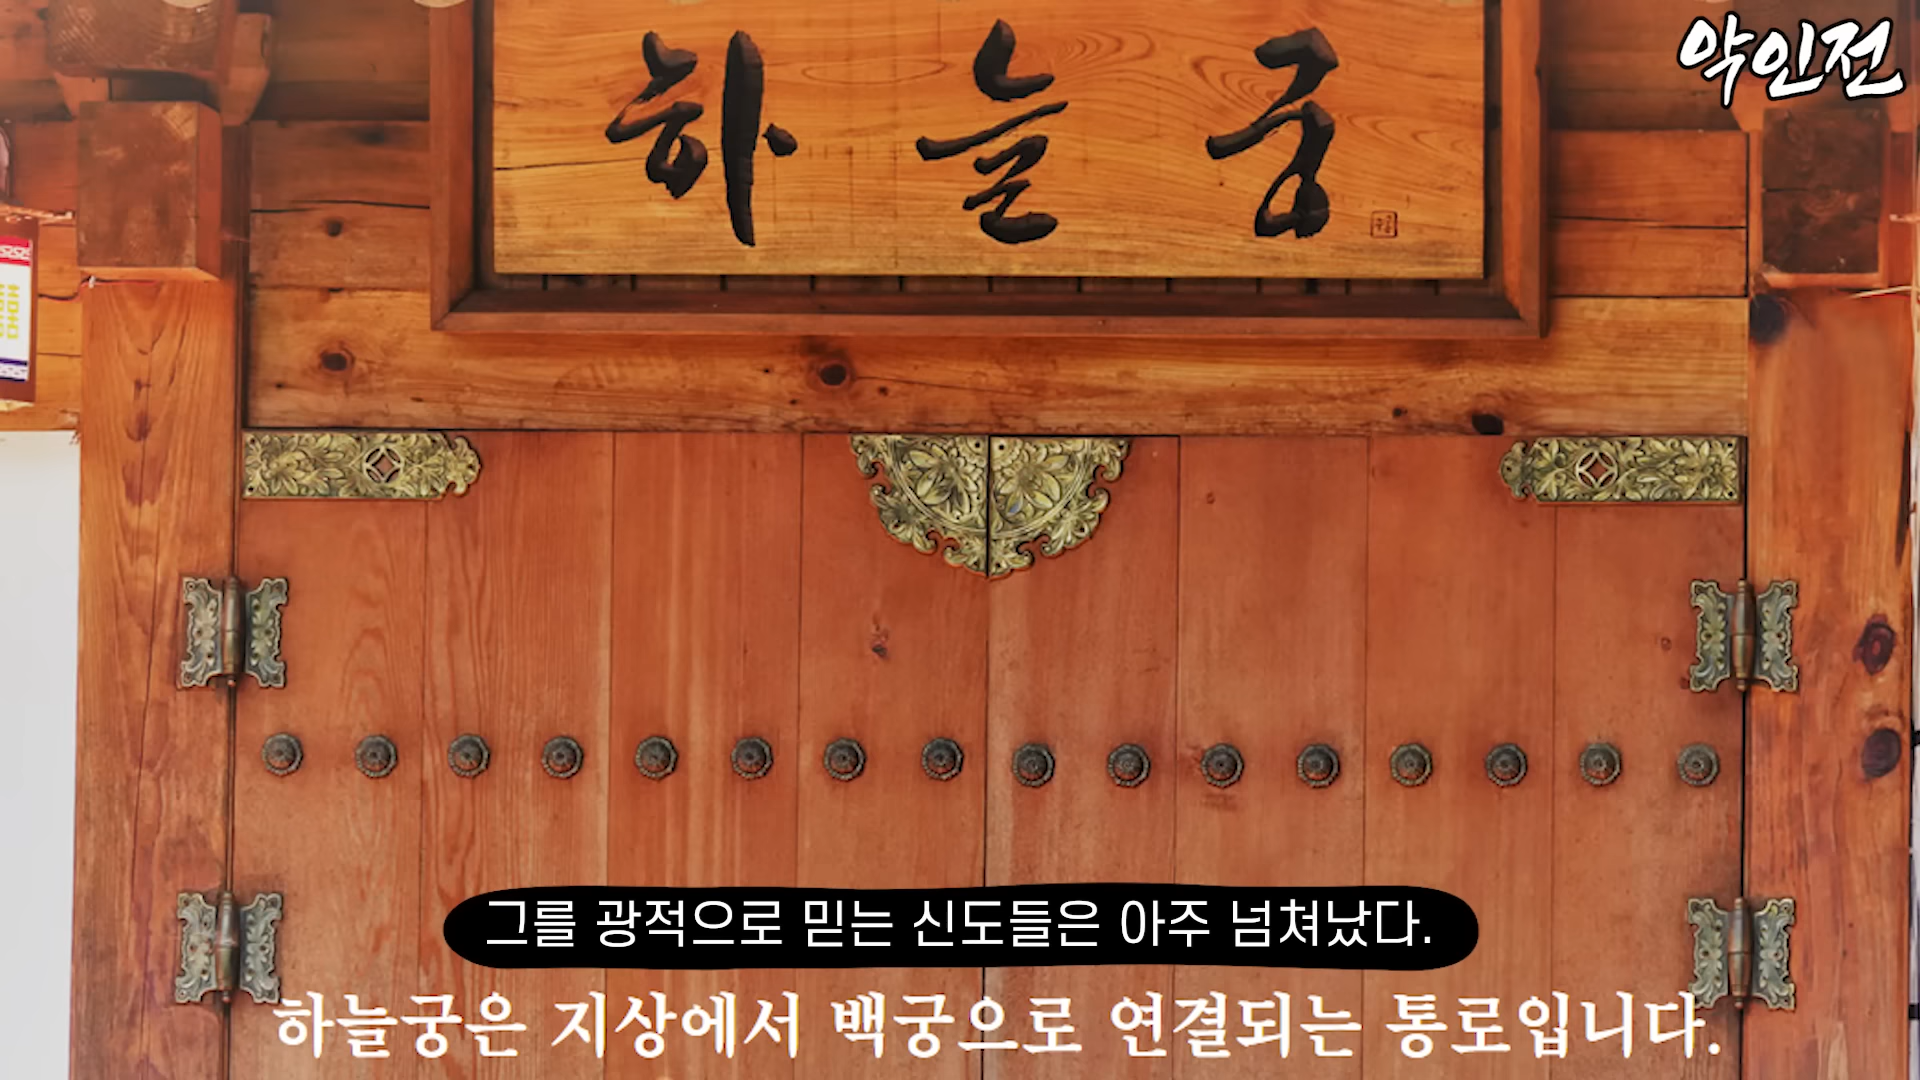 하늘궁
악인전
그를 광적으로 믿는 신도들은 아주 넘쳐났다.
하늘궁은 지상에서 백궁으로 연결되는 통로입니다.